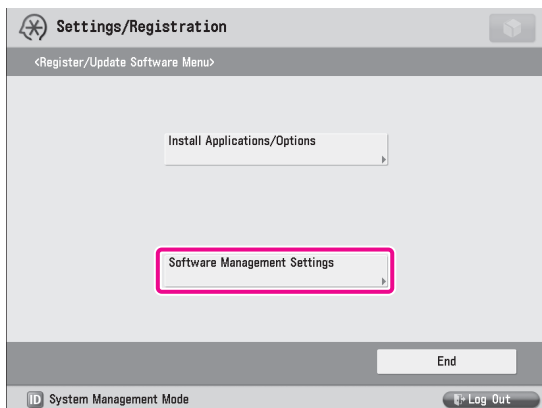 Settings/Registration
<Register/Update Software Menu>
Install Applications/Options
Software Management Settings
End
ID System Management Mode
Log Out